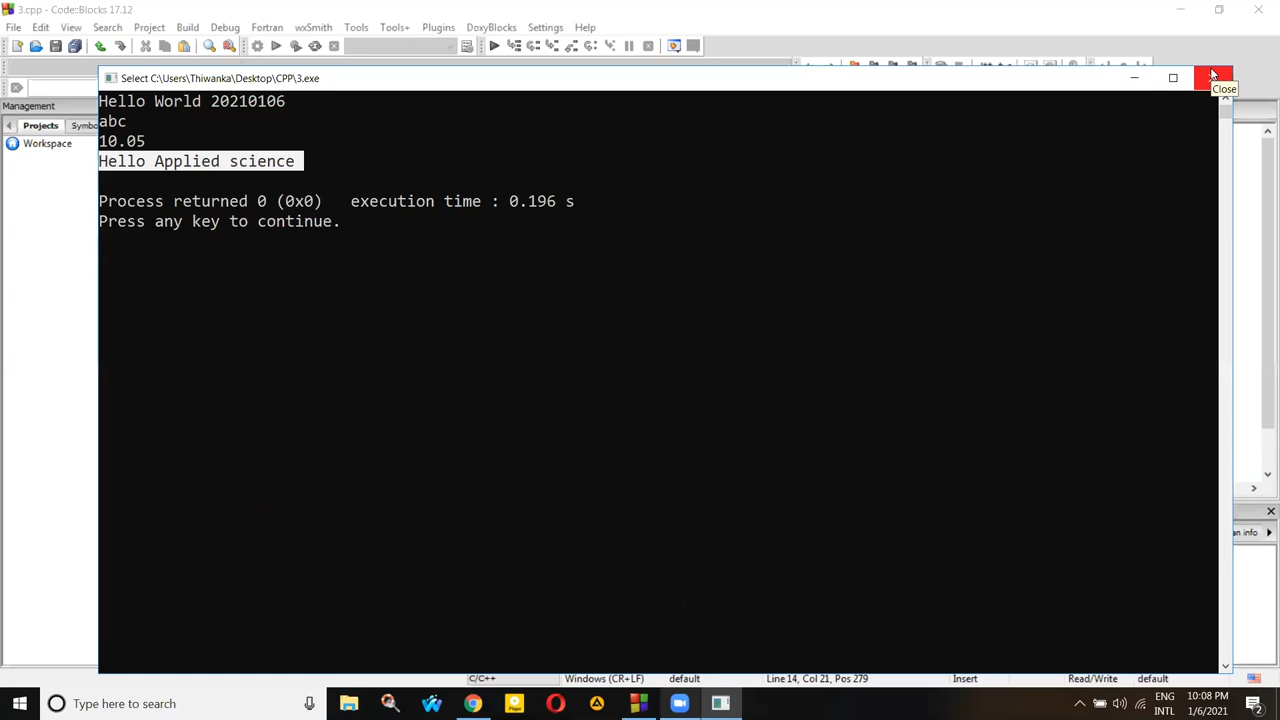 3.cpp - Code::Blocks 17.12
File Edit View Search Project Build Debug Fortran wxSmith Tools Tools+ Plugins DoxyBlocks Settings Help
Select C:\Users\Thiwanka\Desktop\CPP\3.exe
Close
Management
Projects Symbo
Workspace
Hello World 20210106
abc
10.05
Hello Applied science
Process returned 0 (0x0)   execution time : 0.196 s
Press any key to continue.
an info
C/C++ Windows (CR+LF) default Line 14, Col 21, Pos 279 Insert Read/Write default
Type here to search
ENG
INTL
10:08 PM
1/6/2021
2